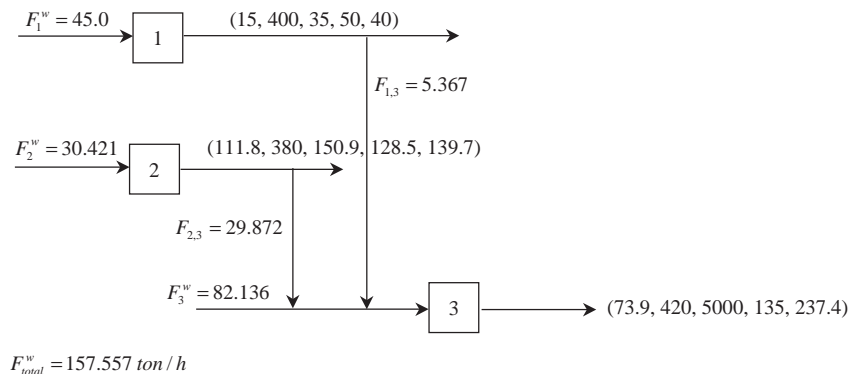 F_1^w = 45.0
1
(15, 400, 35, 50, 40)
F_{1,3} = 5.367
F_2^w = 30.421
2
(111.8, 380, 150.9, 128.5, 139.7)
F_{2,3} = 29.872
F_3^w = 82.136
3
(73.9, 420, 5000, 135, 237.4)
F_{total}^w = 157.557 ton / h